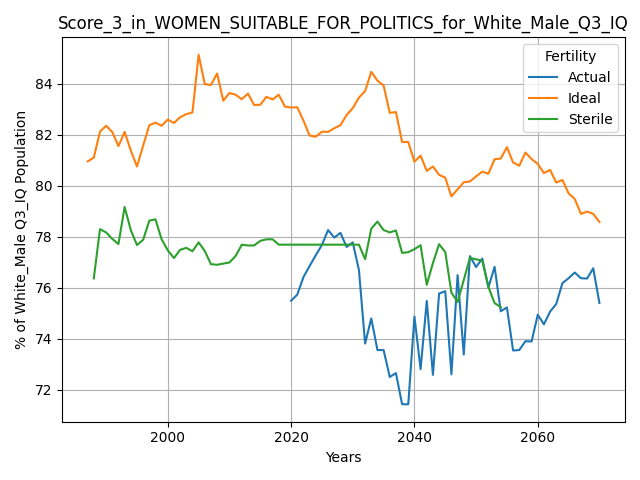 Score_3_in_WOMEN_SUITABLE_FOR_POLITICS_for_White_Male_Q3_IQ
Fertility
Actual
Ideal
Sterile
% of White_Male Q3_IQ Population
84
82
80
78
76
74
72
2000
2020
2040
2060
Years